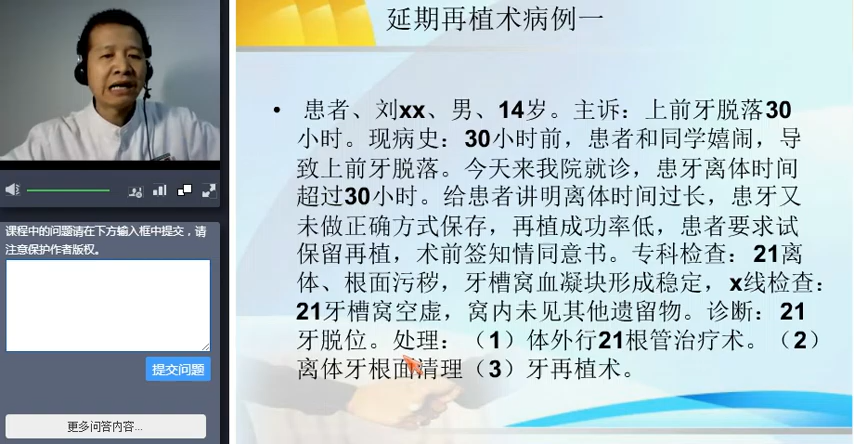 延期再植术病例一
• 患者、刘xx、男、14岁。主诉：上前牙脱落30
小时。现病史：30小时前，患者和同学嬉闹，导
致上前牙脱落。今天来我院就诊，患牙离体时间
超过30小时。给患者讲明离体时间过长，患牙又
未做正确方式保存，再植成功率低，患者要求试
保留再植，术前签知情同意书。专科检查：21离
体、根面污秽，牙槽窝血凝块形成稳定，x线检查：
21牙槽窝空虚，窝内未见其他遗留物。诊断：21
牙脱位。处理：（1）体外行21根管治疗术。（2）
离体牙根面清理（3）牙再植术。
课程中的问题请在下方输入框中提交，请
注意保护作者版权。
提交问题
更多问答内容...